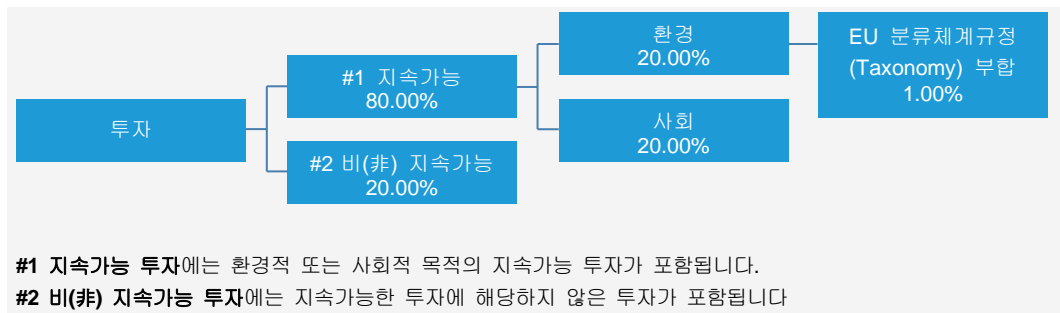 투자
#1 지속가능
80.00%
#2 비(非) 지속가능
20.00%
환경
20.00%
사회
20.00%
EU 분류체계규정
(Taxonomy) 부합
1.00%
#1 지속가능 투자에는 환경적 또는 사회적 목적의 지속가능 투자가 포함됩니다.
#2 비(非) 지속가능 투자에는 지속가능한 투자에 해당하지 않은 투자가 포함됩니다